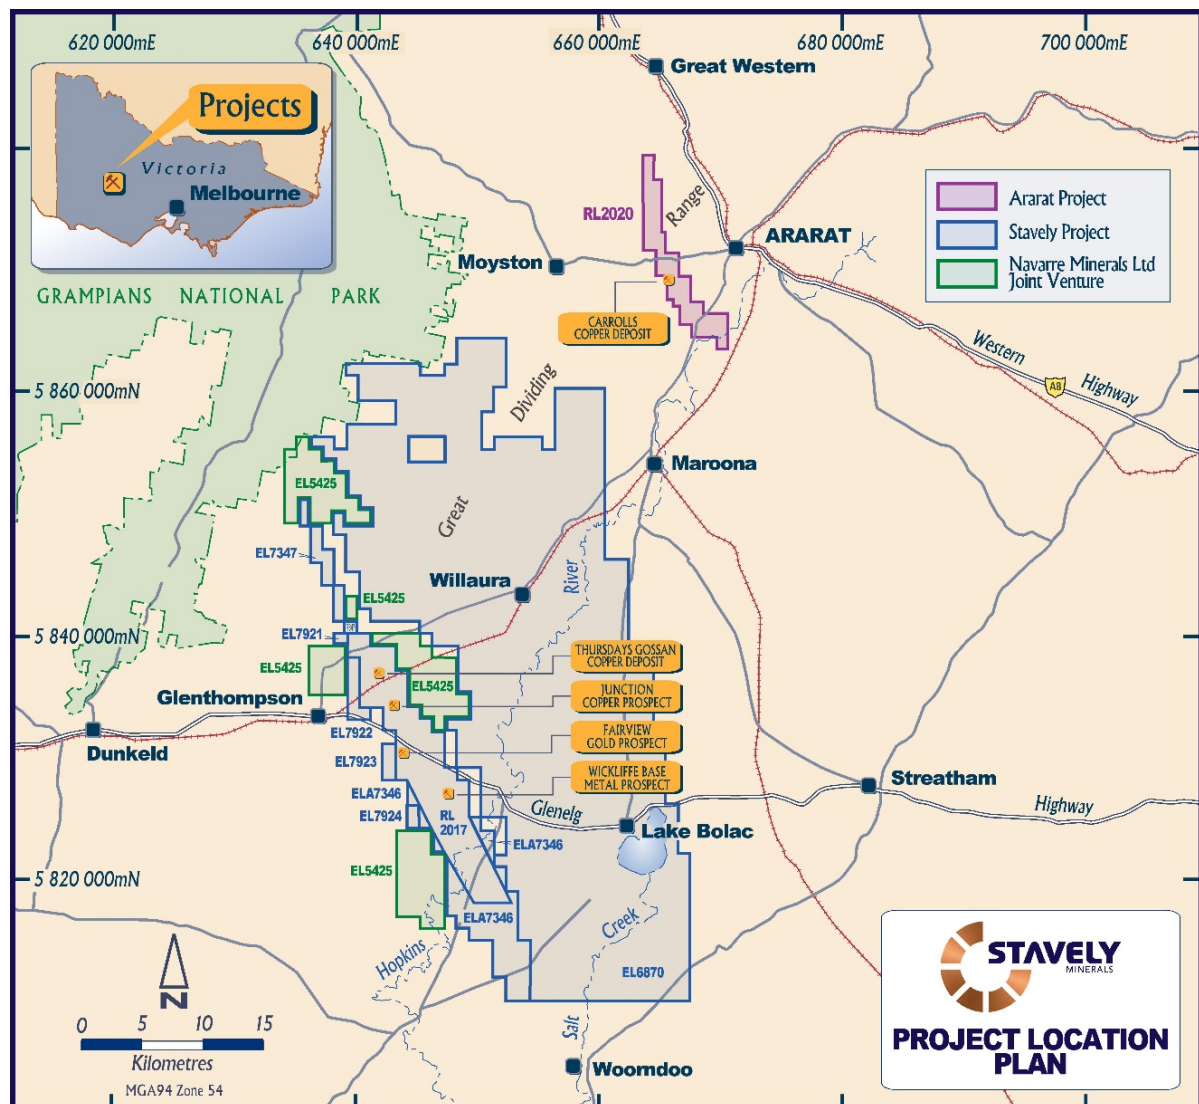 620 000mE
640 000mE
660 000mE
680 000mE
700 000mE
Great Western
Projects
Victoria
Melbourne
RL2020
Range
Ararat Project
Stavely Project
Navarre Minerals Ltd
Joint Venture
ARARAT
Moyston
GRAMPIANS NATIONAL PARK
CARROLLS
COPPER DEPOSIT
Western
Highway
A8
5 860 000mN
Dividing
Maroona
EL5425
Great
EL7347
Willaura
River
EL5425
EL7921
5 840 000mN
EL5425
THURSDAYS GOSSAN
COPPER DEPOSIT
EL5425
JUNCTION
COPPER PROSPECT
Glenthompson
EL7922
FAIRVIEW
GOLD PROSPECT
Dunkeld
EL7923
WICKLIFFE BASE
METAL PROSPECT
Streatham
ELA7346
EL7924
RL
2017
Glenelg
Highway
Lake Bolac
ELA7346
EL5425
5 820 000mN
ELA7346
Creek
Hopkins
EL6870
N
STAVELY
MINERALS
PROJECT LOCATION
PLAN
0 5 10 15
Kilometres
MGA94 Zone 54
Salt
Woorndoo